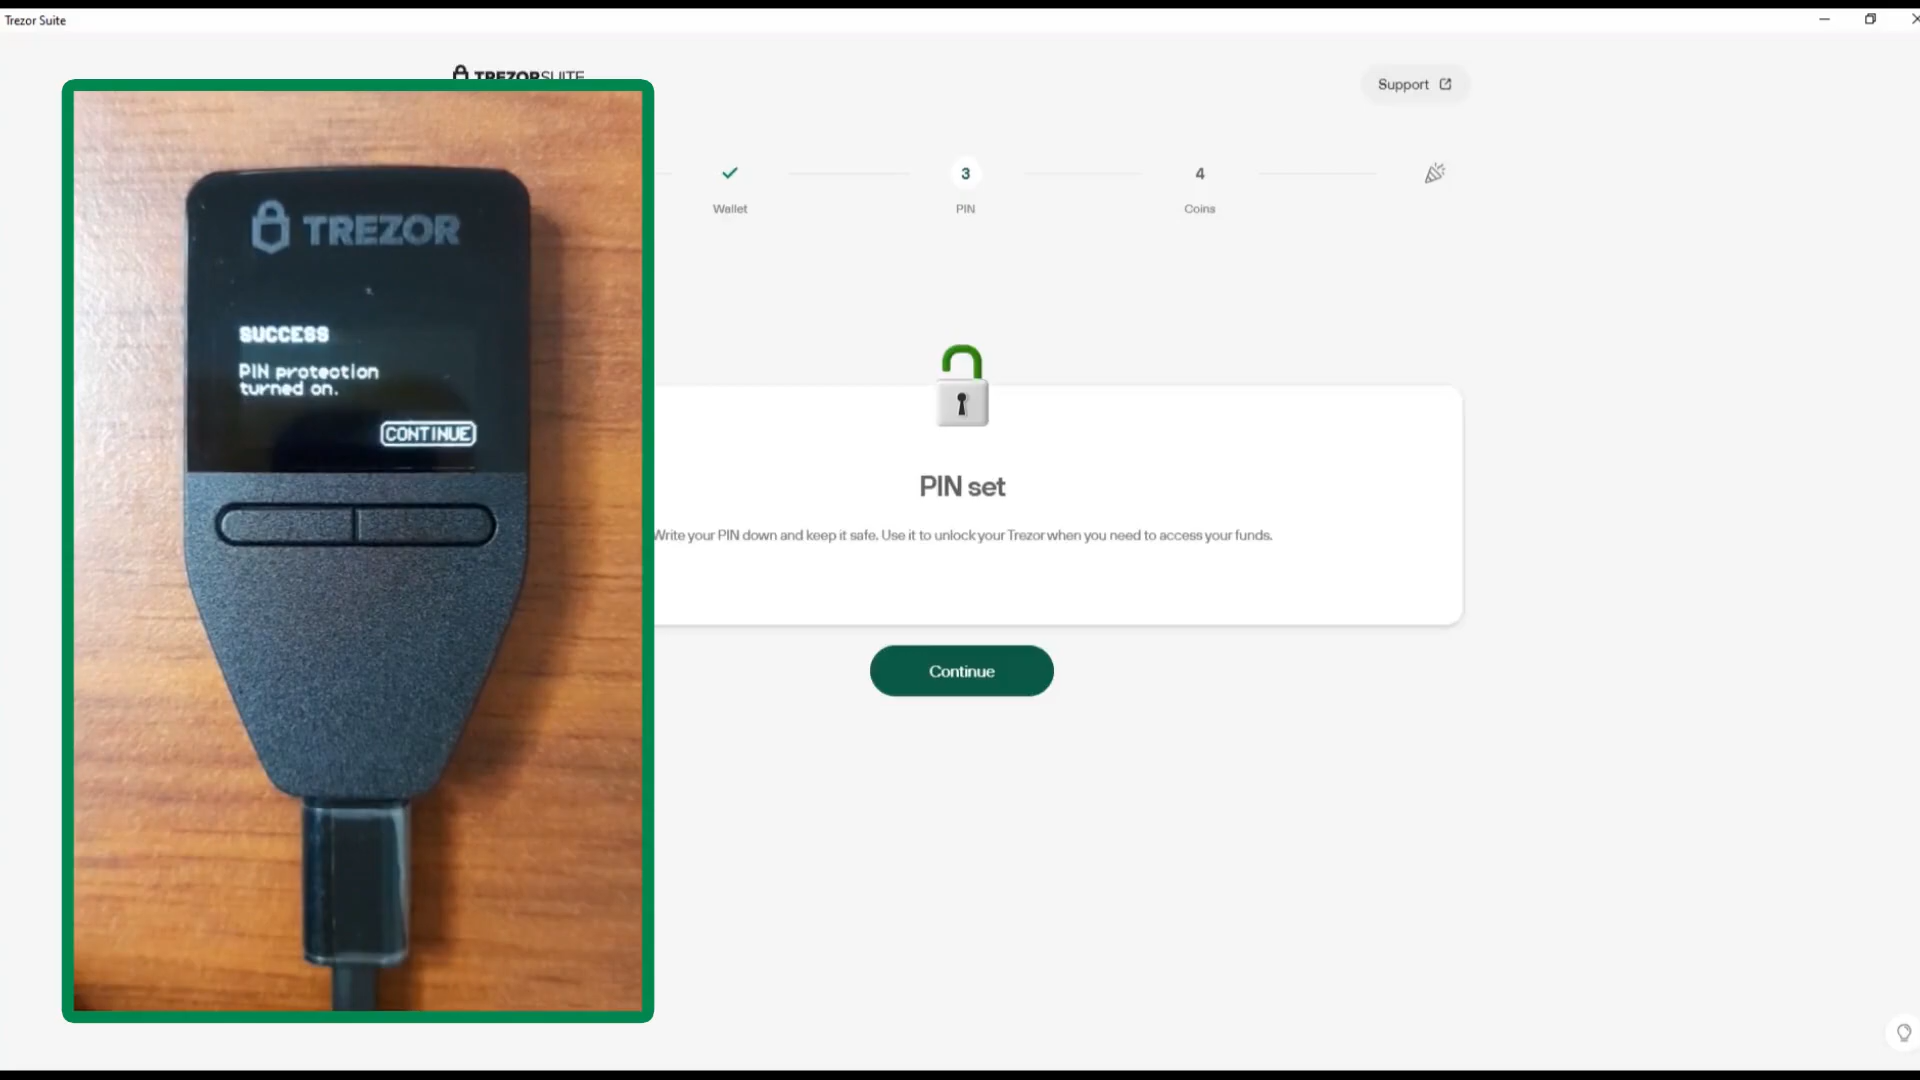 Trezor Suite
TREZOR SUITE
Support
3
4
Wallet
PIN
Coins
TREZOR
SUCCESS
PIN protection
turned on.
CONTINUE
PIN set
Write your PIN down and keep it safe. Use it to unlock your Trezor when you need to access your funds.
Continue